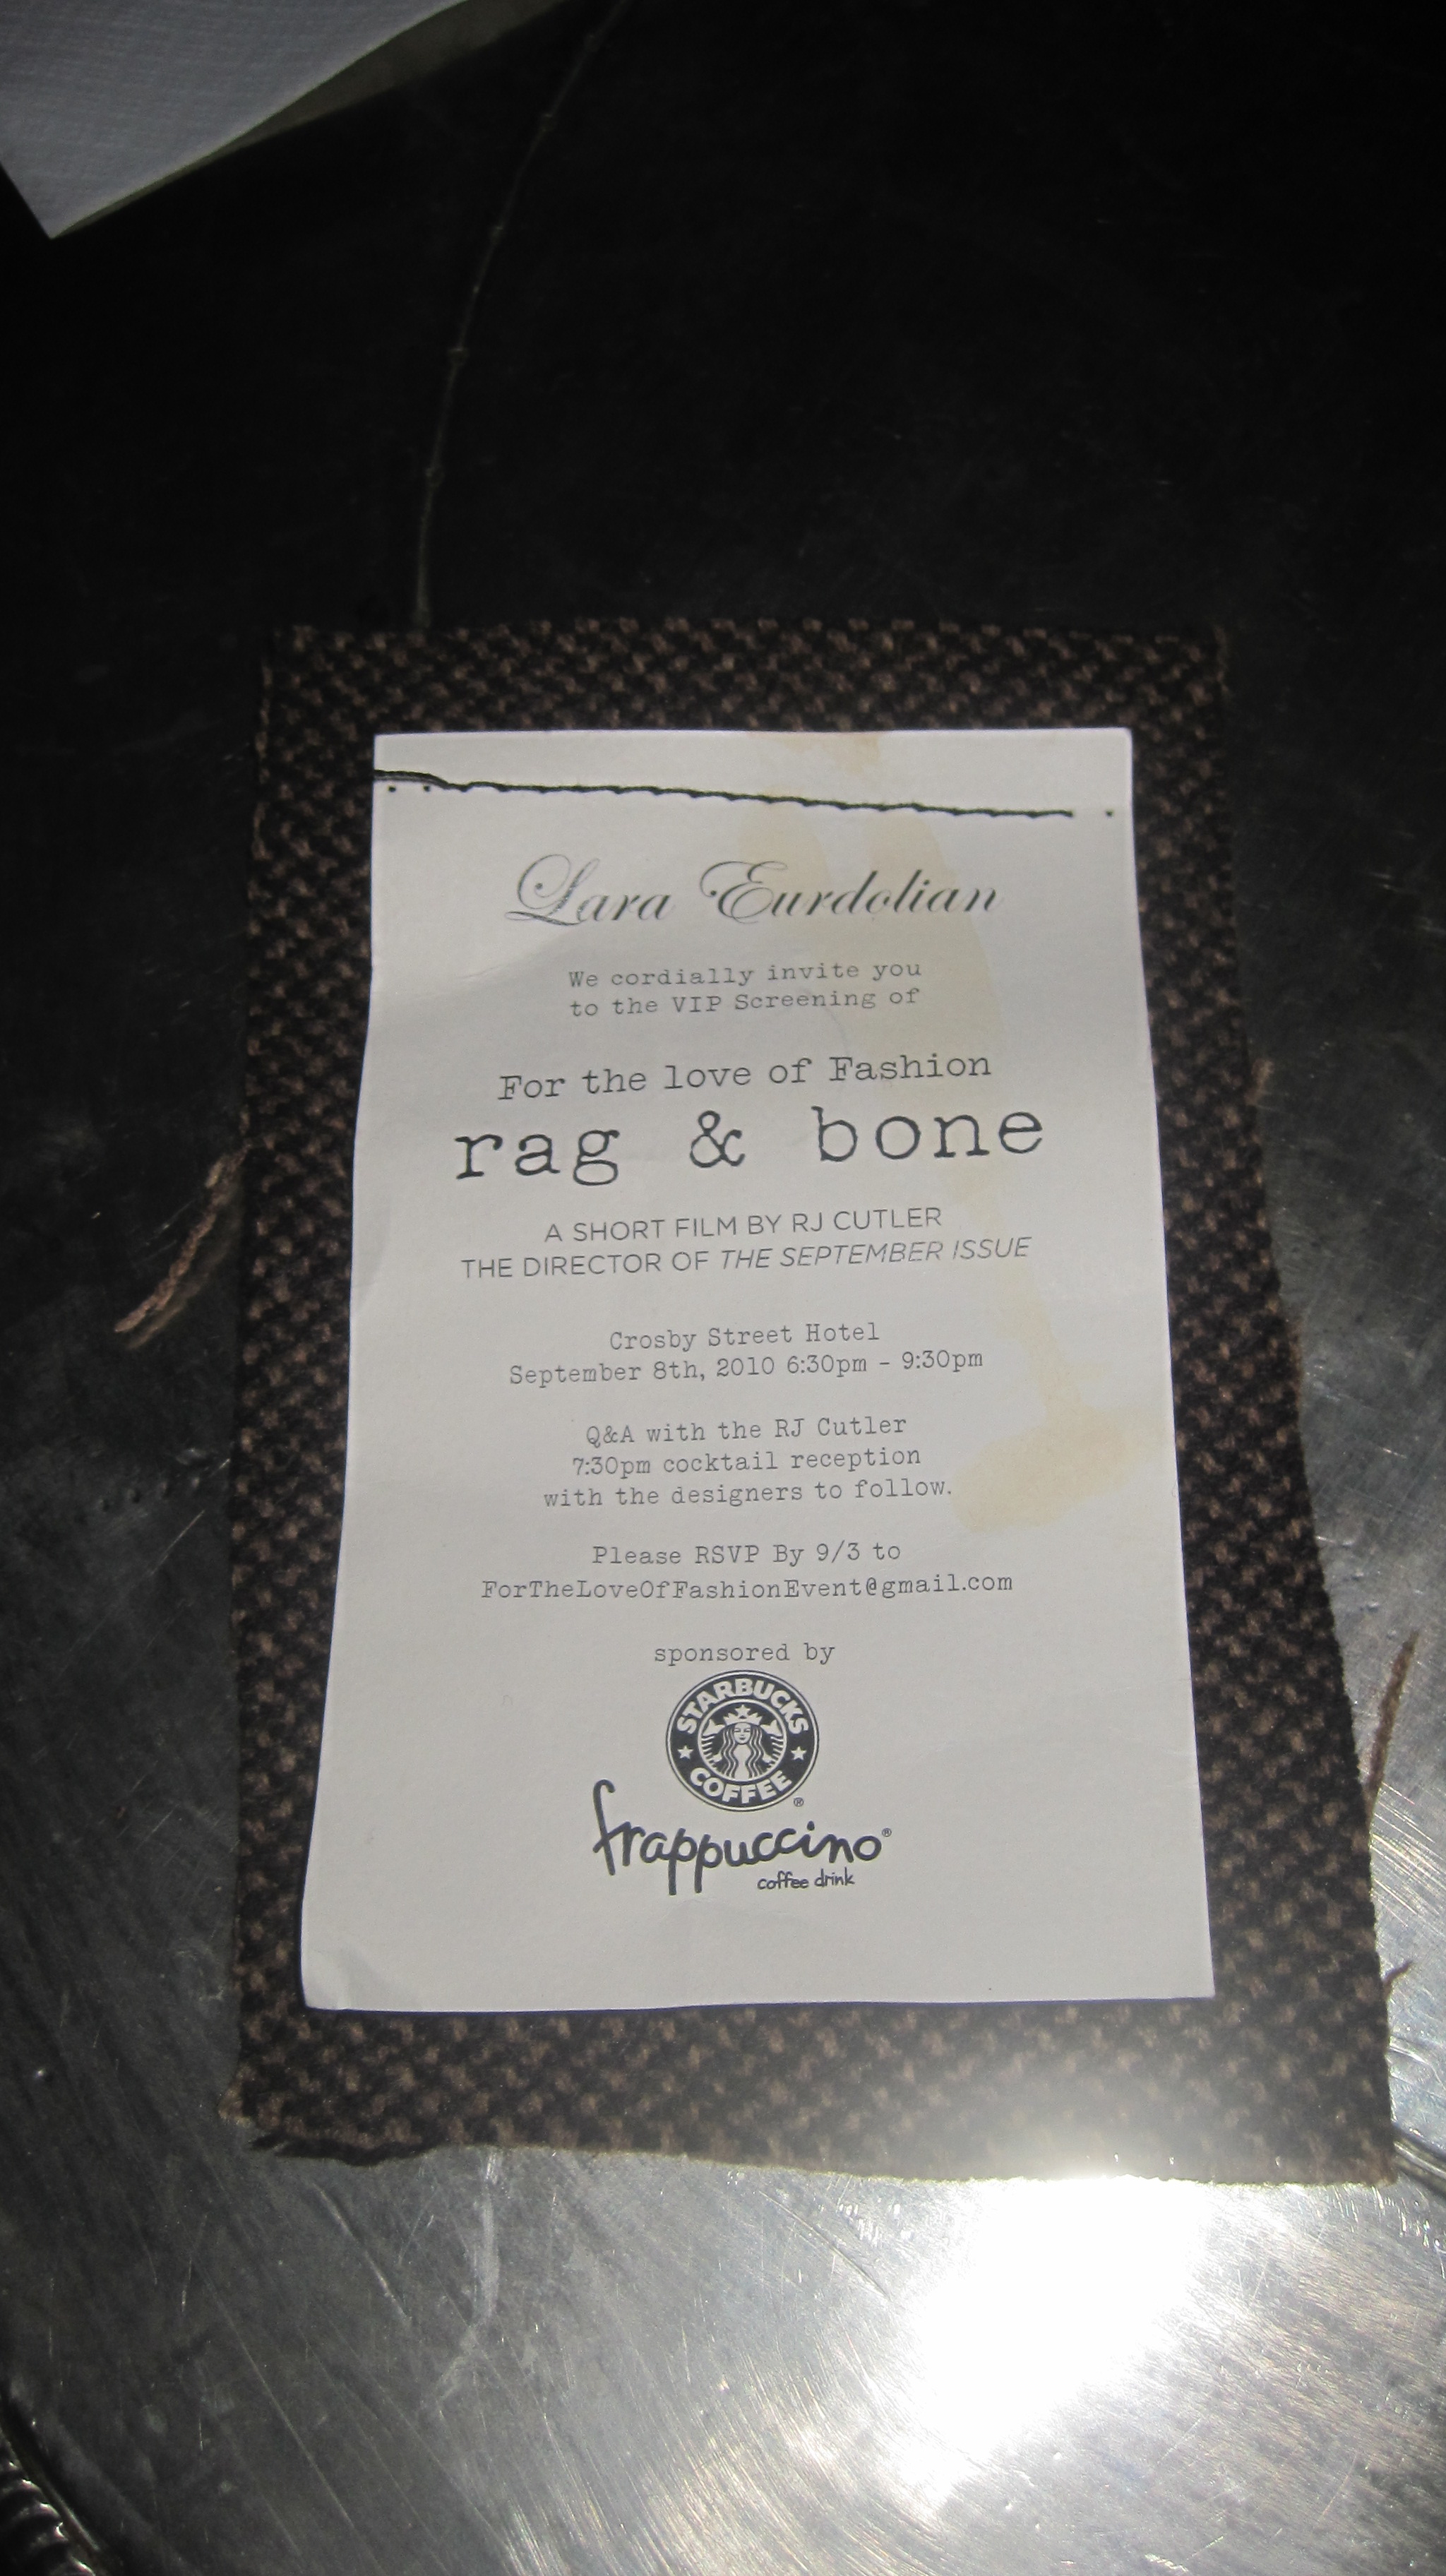 Lara Eurdolian
We cordially invite you
to the VIP Screening of
For the love of Fashion
rag & bone
A SHORT FILM BY RJ CUTLER
THE DIRECTOR OF THE SEPTEMBER ISSUE
Crosby Street Hotel
September 8th, 2010 6:30pm - 9:30pm
Q&A with the RJ Cutler
7:30pm cocktail reception
with the designers to follow.
Please RSVP By 9/3 to
ForTheLoveOfFashionEvent@gmail.com
sponsored by
STARBUCKS
COFFEE ®
frappuccino®
coffee drink